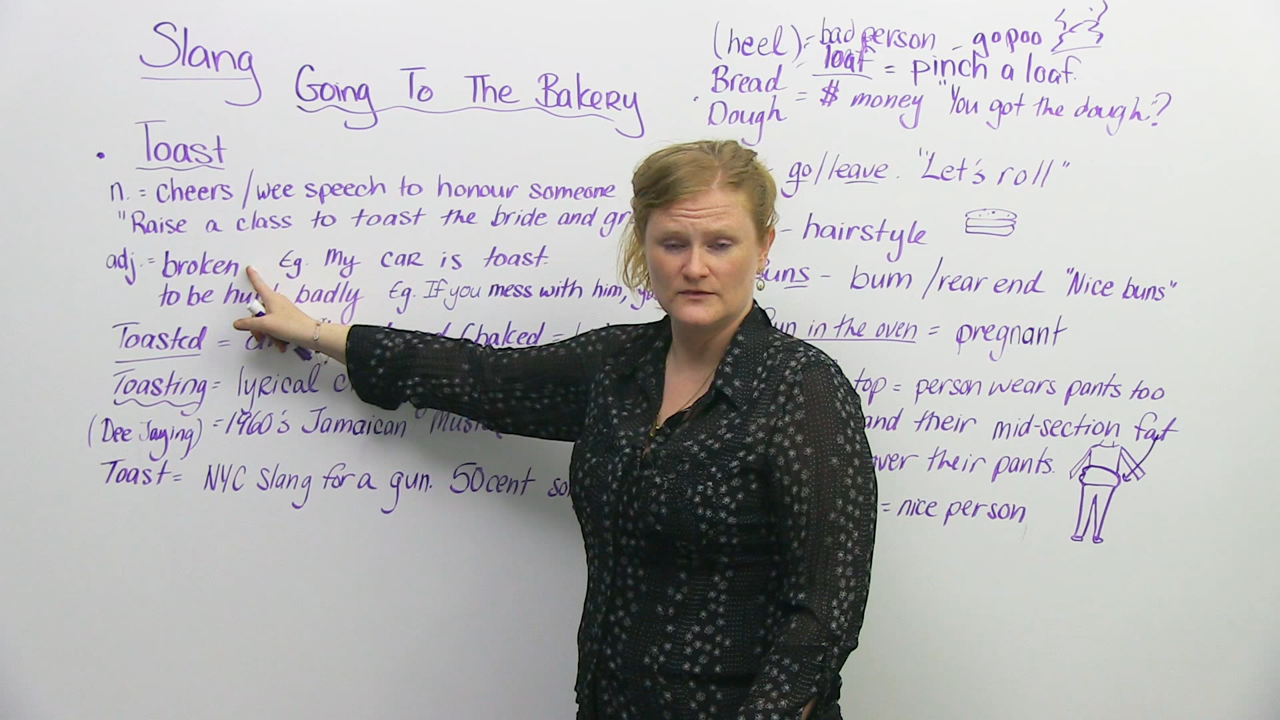 Slang
Going To The Bakery
• Toast
n. = cheers / wee speech to honour someone
"Raise a class to toast the bride and gr
adj. = broken Eg. My car is toast.
to be badly Eg. If you mess with him,
Toasted = baked =
Toasting = lyrical
(Dee Jaying) = 1960's Jamaican
Toast = NYC slang for a gun. 50cent
(heel) = bad person - go poo
Bread - loaf = pinch a loaf.
Dough = $ money "You got the dough?
- go/leave. "Let's roll"
- hairstyle
uns - bum / rear end "Nice buns"
in the oven = pregnant
top = person wears pants too
and their mid-section fat
over their pants.
= nice person